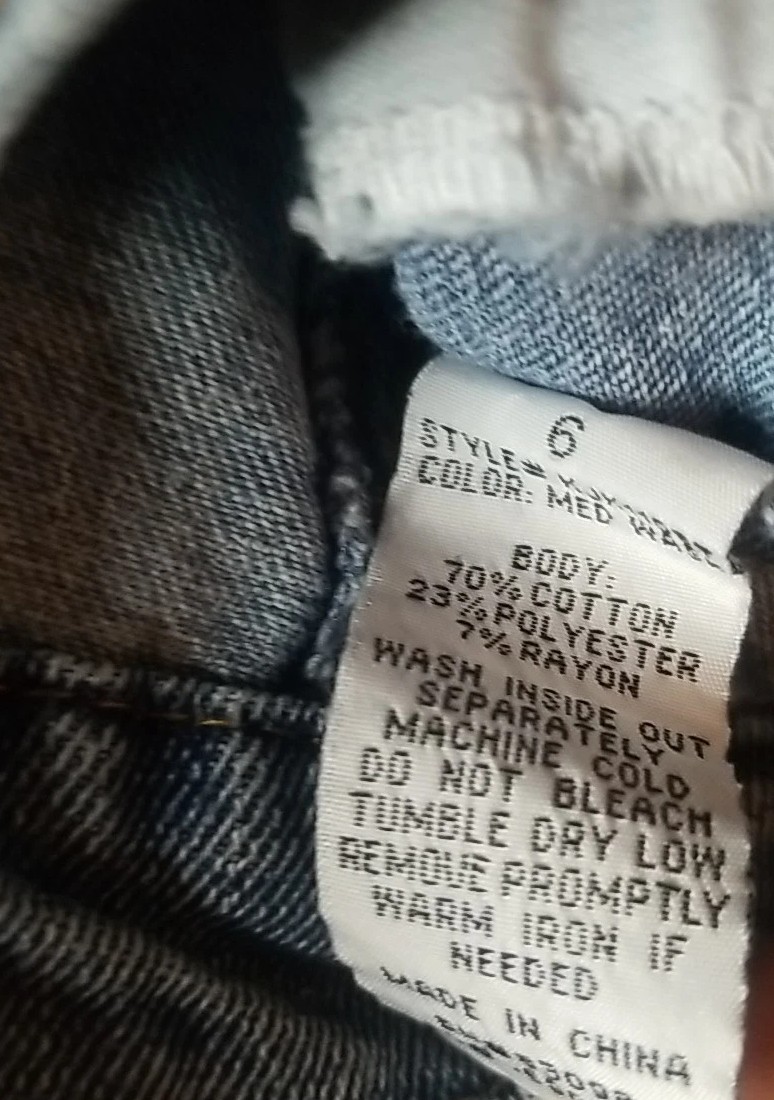 6
STYLE#
COLOR: MED WASH
BODY:
70% COTTON
23% POLYESTER
7% RAYON
WASH INSIDE OUT
SEPARATELY
MACHINE COLD
DO NOT BLEACH
TUMBLE DRY LOW
REMOVE PROMPTLY
WARM IRON IF
NEEDED
MADE IN CHINA